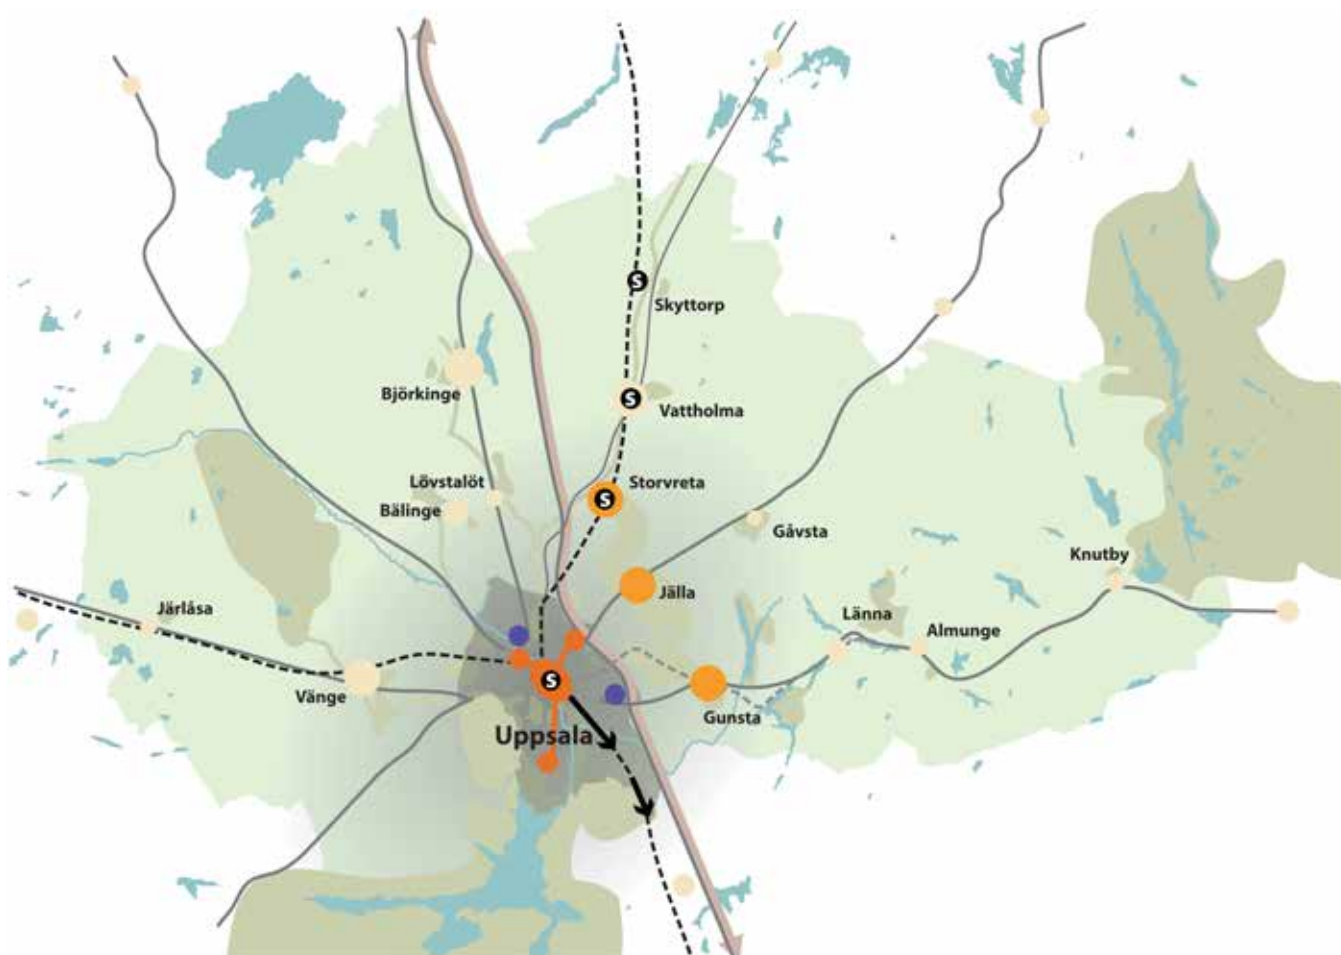 S
Skyttorp
Björkinge
S
Vattholma
Lövstalöt
S
Storvreta
Bälinge
Gåvsta
Knutby
Jälla
Järlåsa
Länna
Almunge
S
Vänge
Gunsta
Uppsala